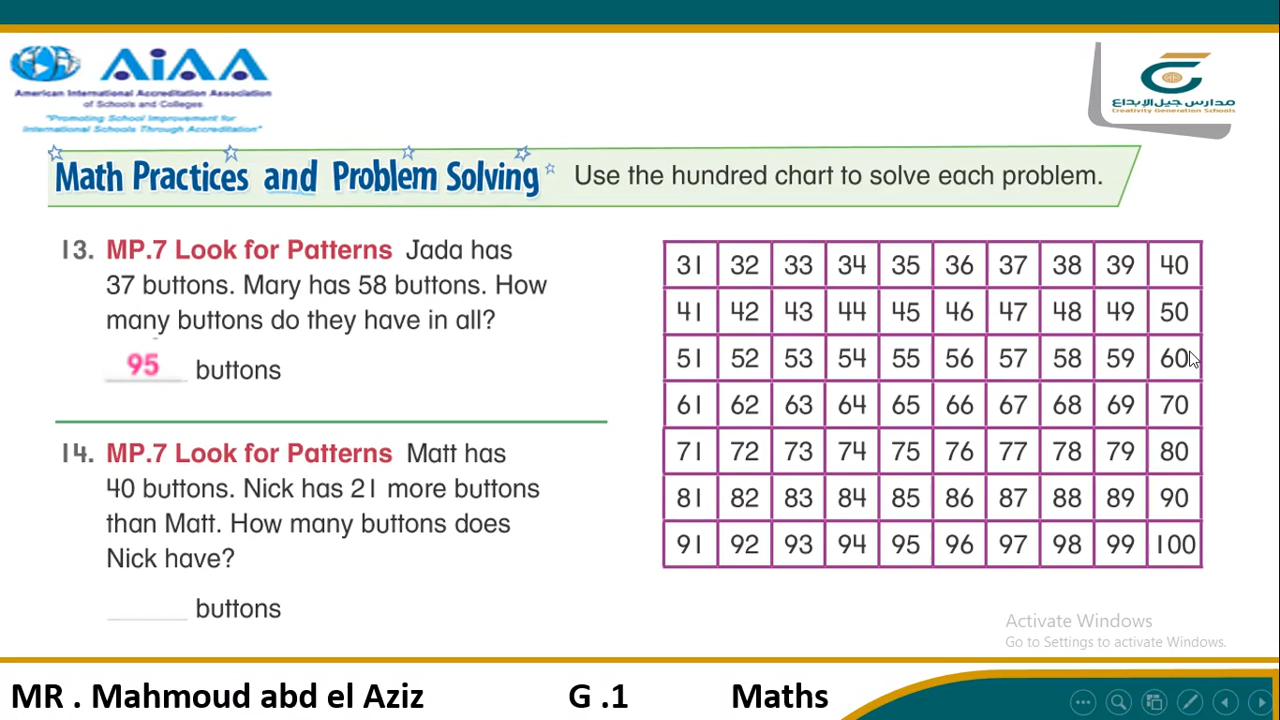 AiAA
American International Accreditation Association
of Schools and Colleges
"Promoting School Improvement for
International Schools Through Accreditation"
مدارس جيل الإبداع
Creativity Generation Schools
Math Practices and Problem Solving Use the hundred chart to solve each problem.
13. MP.7 Look for Patterns Jada has
37 buttons. Mary has 58 buttons. How
many buttons do they have in all?
95 buttons
14. MP.7 Look for Patterns Matt has
40 buttons. Nick has 21 more buttons
than Matt. How many buttons does
Nick have?
buttons
31 32 33 34 35 36 37 38 39 40
41 42 43 44 45 46 47 48 49 50
51 52 53 54 55 56 57 58 59 60
61 62 63 64 65 66 67 68 69 70
71 72 73 74 75 76 77 78 79 80
81 82 83 84 85 86 87 88 89 90
91 92 93 94 95 96 97 98 99 100
Activate Windows
Go to Settings to activate Windows.
MR . Mahmoud abd el Aziz G .1 Maths